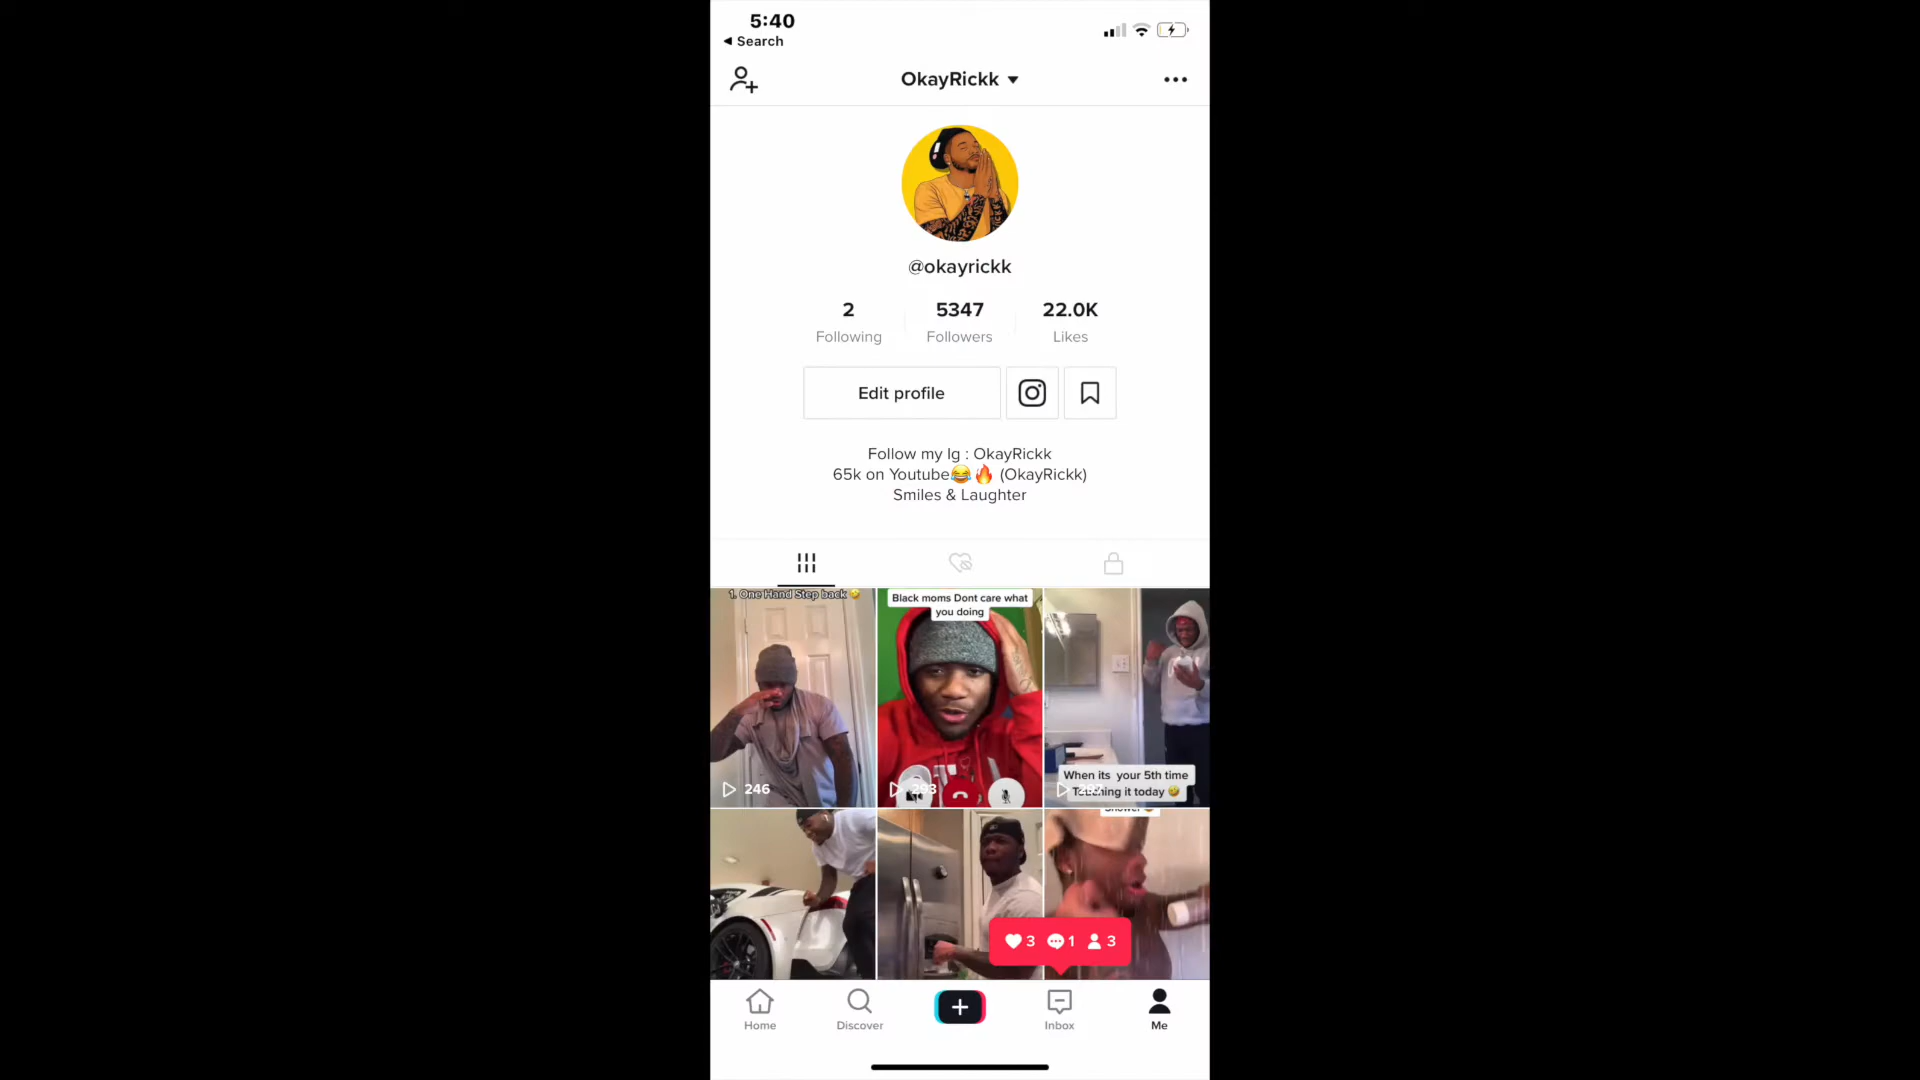 5:40
◀ Search
OkayRickk
@okayrickk
2
5347
22.0K
Following
Followers
Likes
Edit profile
Follow my Ig : OkayRickk
65k on Youtube😂🔥 (OkayRickk)
Smiles & Laughter
1. One Hand Step back 🤣
Black moms Dont care what
you doing
When its your 5th time
it today 🤣
246
293
3
1
3
Home
Discover
Inbox
Me